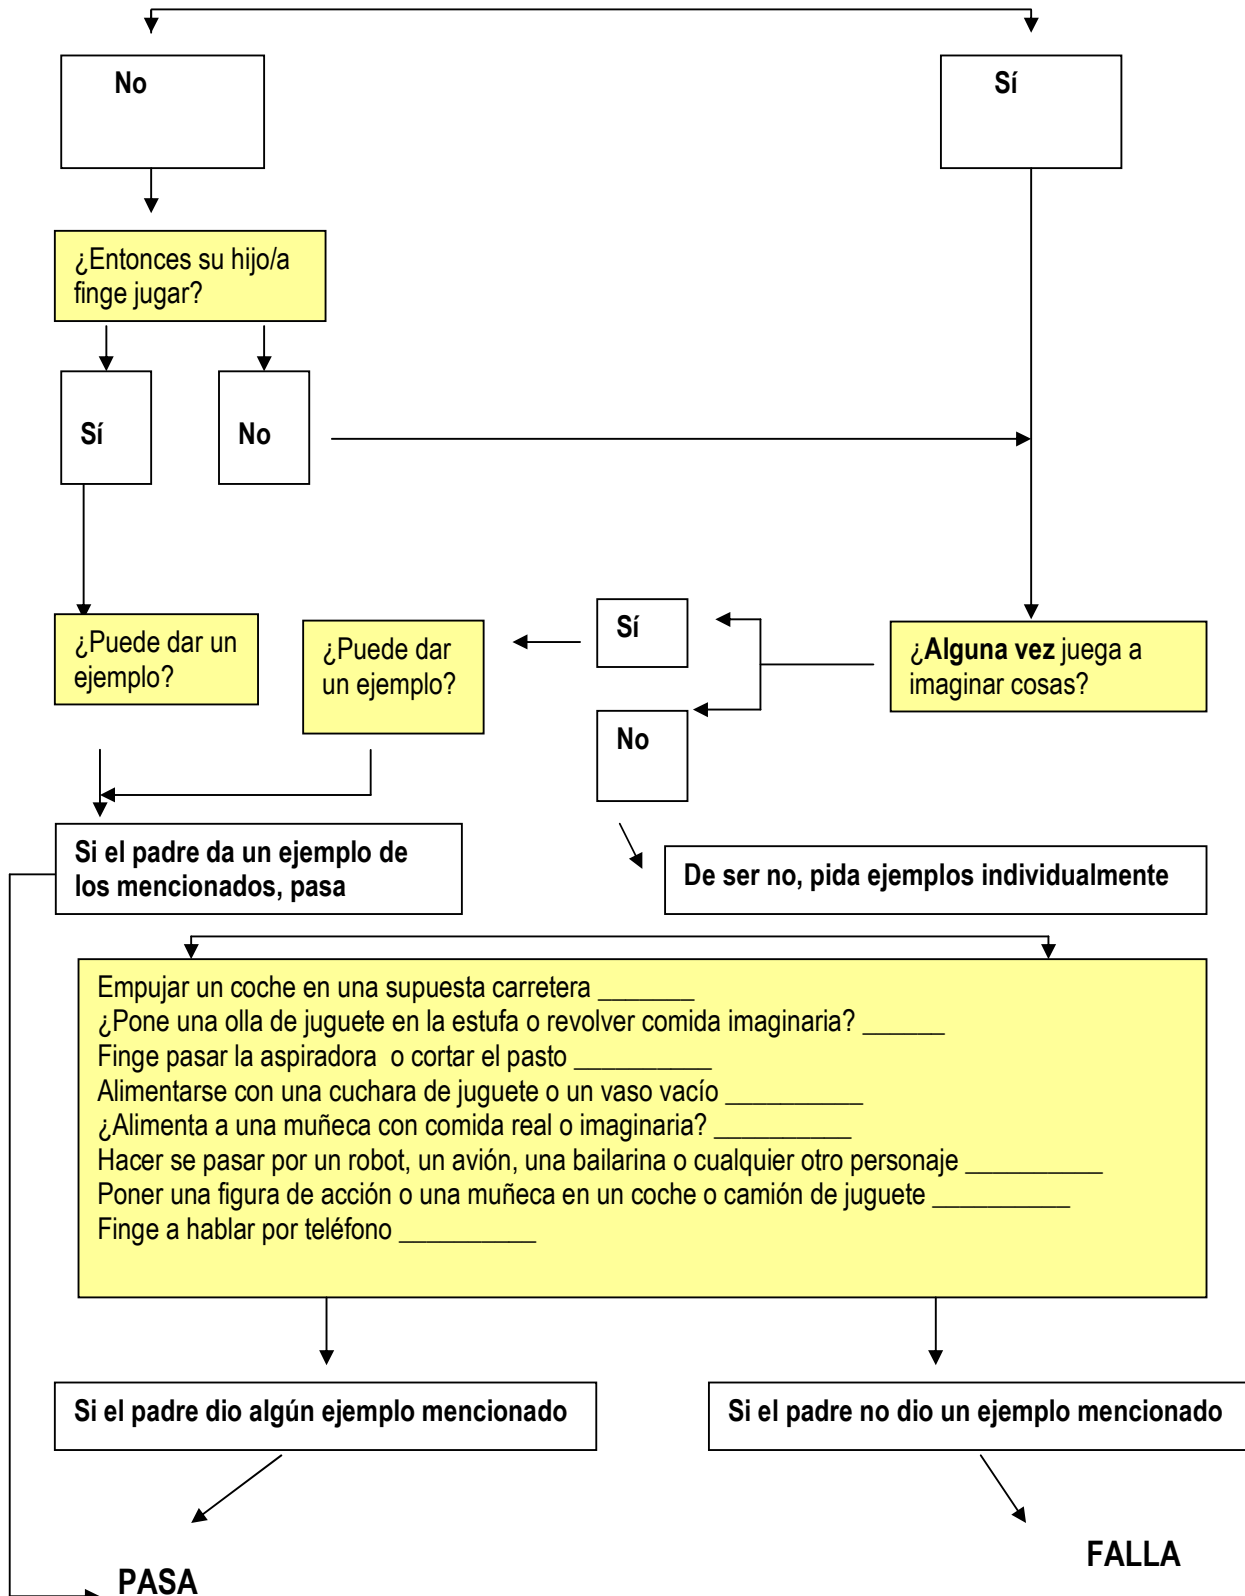 No
Sí
¿Entonces su hijo/a
finge jugar?
Sí
No
¿Puede dar un
ejemplo?
¿Puede dar
un ejemplo?
Sí
No
¿Alguna vez juega a
imaginar cosas?
Si el padre da un ejemplo de
los mencionados, pasa
De ser no, pida ejemplos individualmente
Empujar un coche en una supuesta carretera _______
¿Pone una olla de juguete en la estufa o revolver comida imaginaria? ______
Finge pasar la aspiradora  o cortar el pasto __________
Alimentarse con una cuchara de juguete o un vaso vacío __________
¿Alimenta a una muñeca con comida real o imaginaria? __________
Hacer se pasar por un robot, un avión, una bailarina o cualquier otro personaje __________
Poner una figura de acción o una muñeca en un coche o camión de juguete __________
Finge a hablar por teléfono __________
Si el padre dio algún ejemplo mencionado
Si el padre no dio un ejemplo mencionado
PASA
FALLA